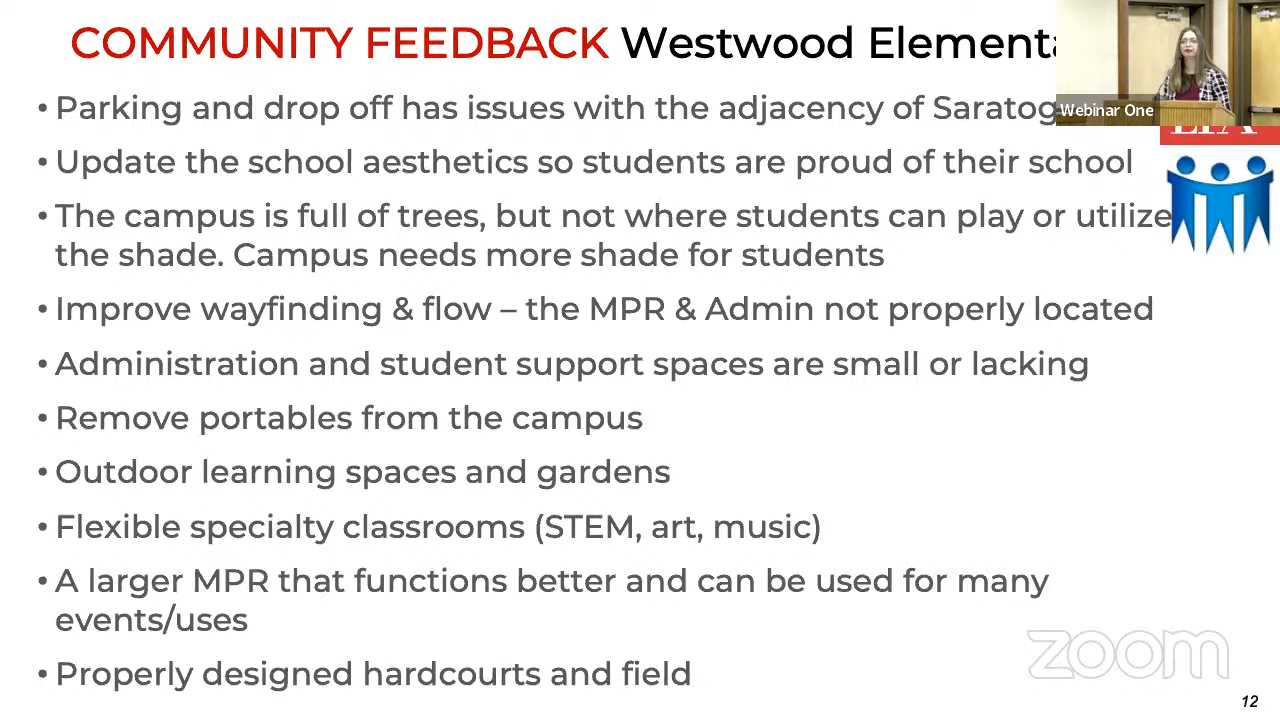 COMMUNITY FEEDBACK Westwood
Webinar One
• Parking and drop off has issues with the adjacency of
• Update the school aesthetics so students are proud of their school
• The campus is full of trees, but not where students can play or utilize
the shade. Campus needs more shade for students
• Improve wayfinding & flow – the MPR & Admin not properly located
• Administration and student support spaces are small or lacking
• Remove portables from the campus
• Outdoor learning spaces and gardens
• Flexible specialty classrooms (STEM, art, music)
• A larger MPR that functions better and can be used for many
events/uses
• Properly designed hardcourts and field
zoom
12